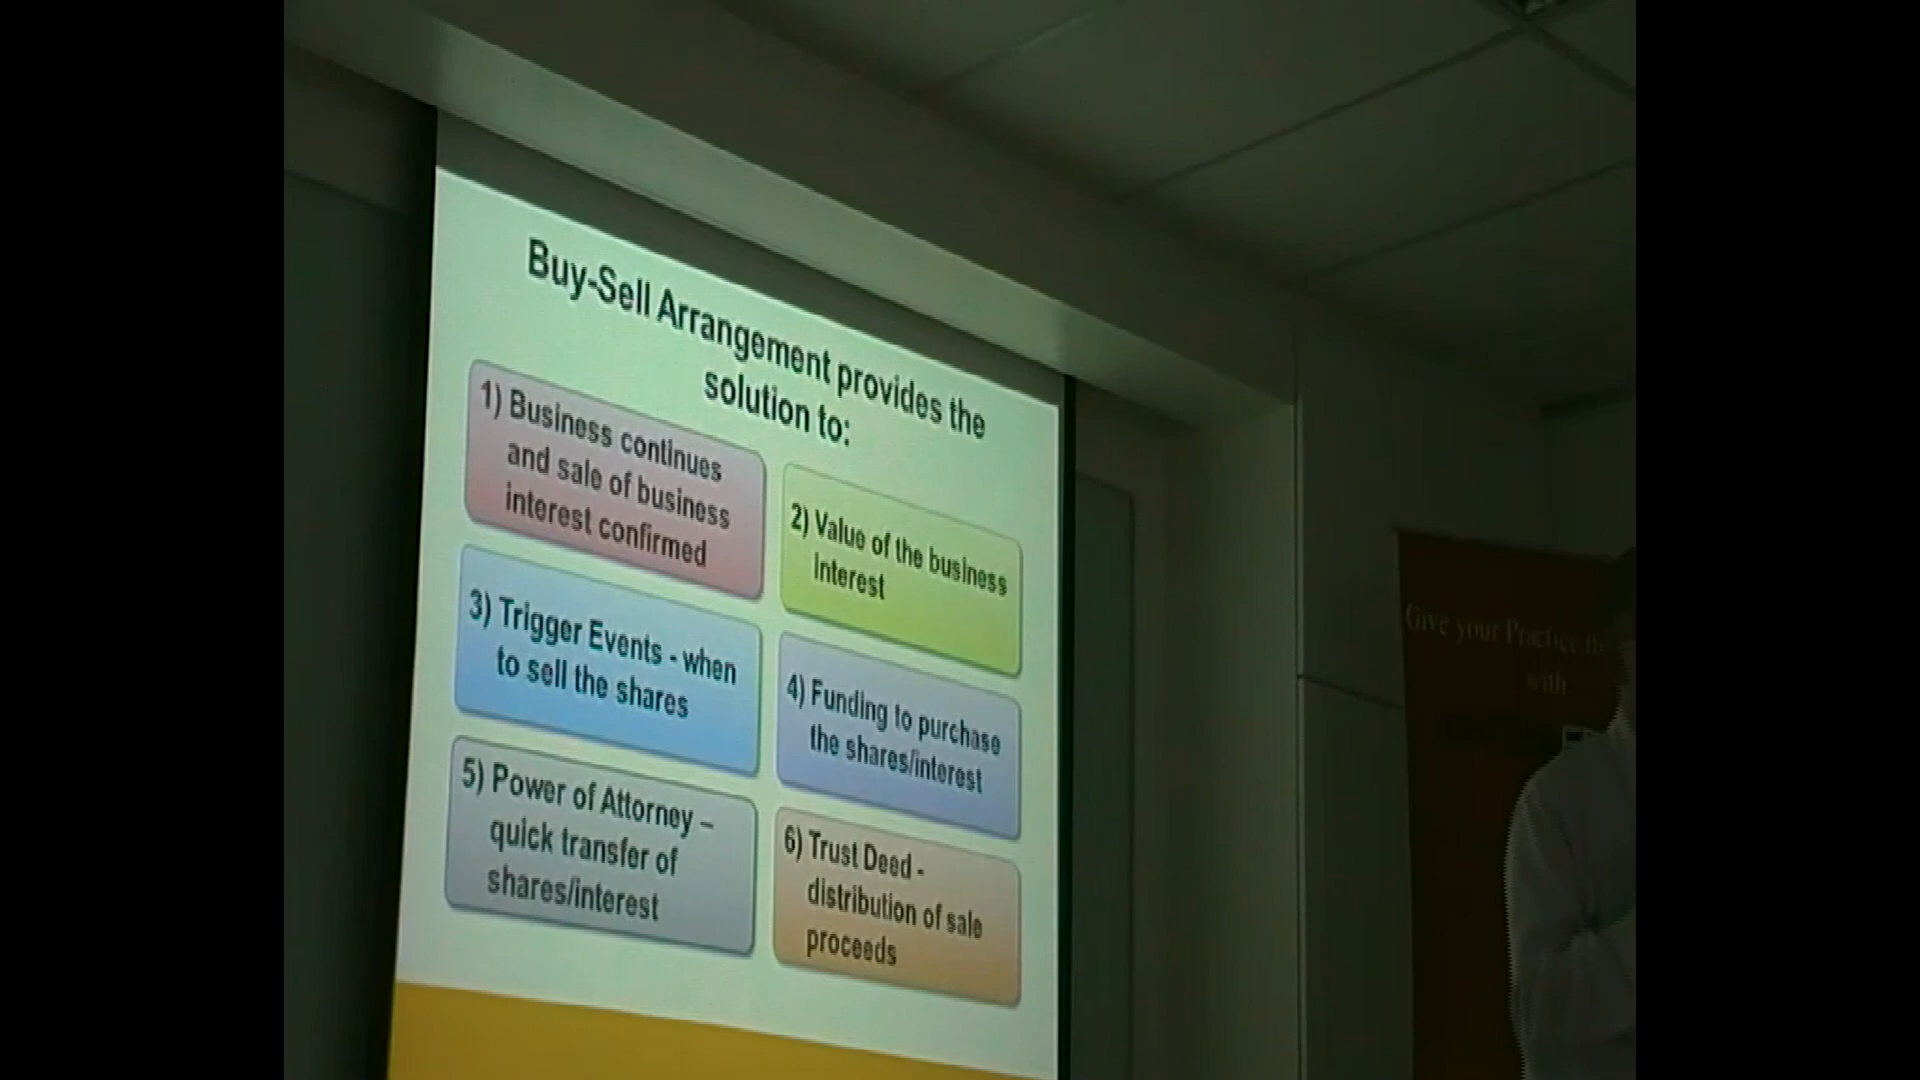 Buy-Sell Arrangement provides the
solution to:
1) Business continues
and sale of business
interest confirmed
2) Value of the business
interest
3) Trigger Events - when
to sell the shares
4) Funding to purchase
the shares/interest
5) Power of Attorney –
quick transfer of
shares/interest
6) Trust Deed -
distribution of sale
proceeds
Give your Practice
with